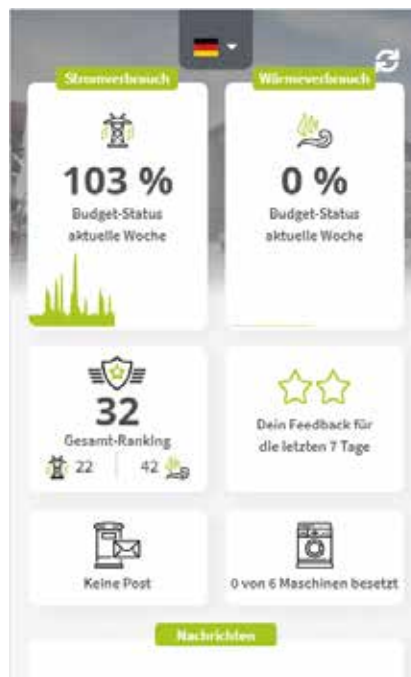 Stromverbrauch
Wärmeverbrauch
103 %
Budget-Status
aktuelle Woche
0 %
Budget-Status
aktuelle Woche
32
Gesamt-Ranking
22
42
Dein Feedback für
die letzten 7 Tage
Keine Post
0 von 6 Maschinen besetzt
Nachrichten